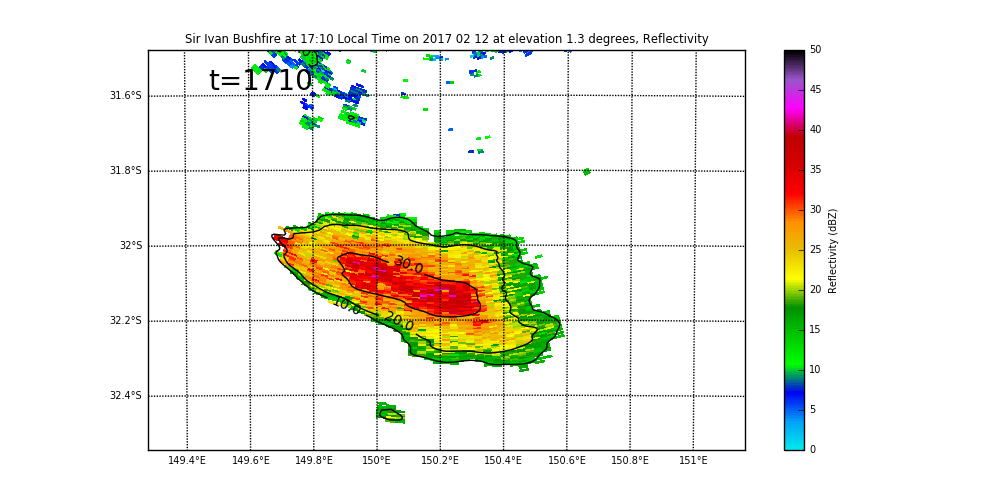 Sir Ivan Bushfire at 17:10 Local Time on 2017 02 12 at elevation 1.3 degrees, Reflectivity
t=1710
31.6°S
31.8°S
32°S
32.2°S
32.4°S
30.0
10.0
20.0
149.4°E 149.6°E 149.8°E 150°E 150.2°E 150.4°E 150.6°E 150.8°E 151°E
50
45
40
35
30
25
20
15
10
5
0
Reflectivity (dBZ)